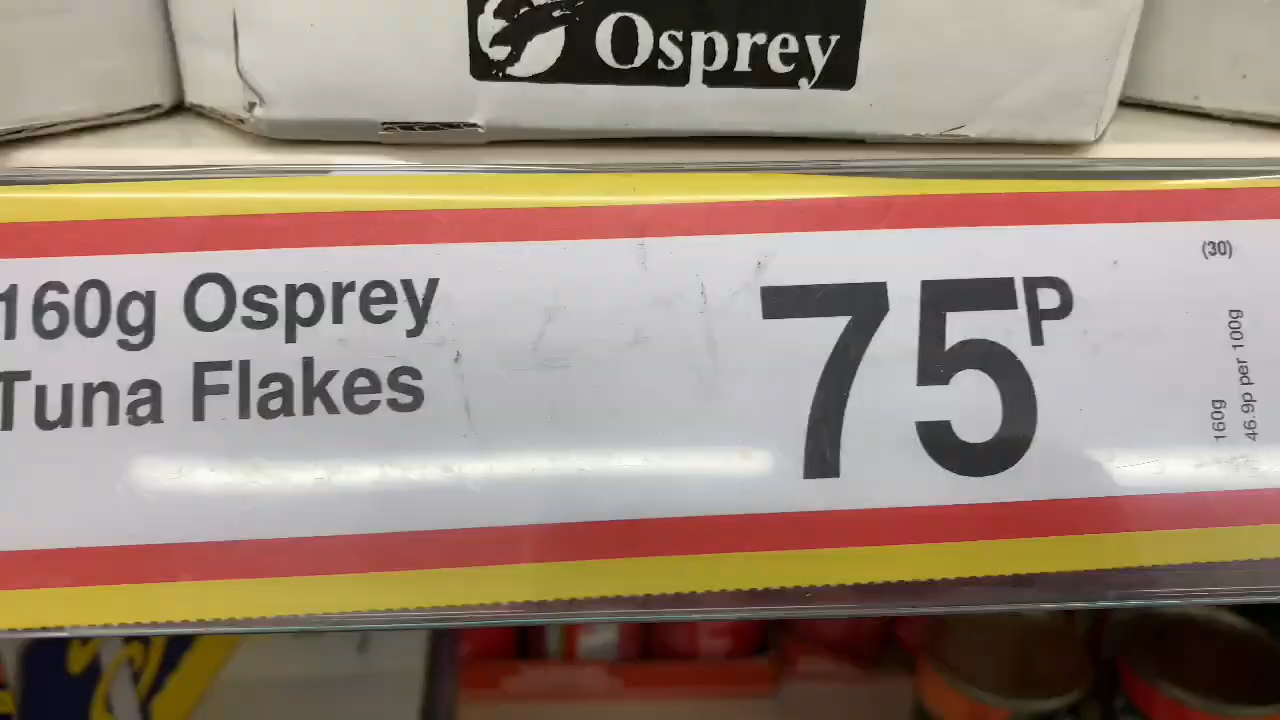 Osprey
160g Osprey
Tuna Flakes
75P
(30)
160g
46.9p per 100g